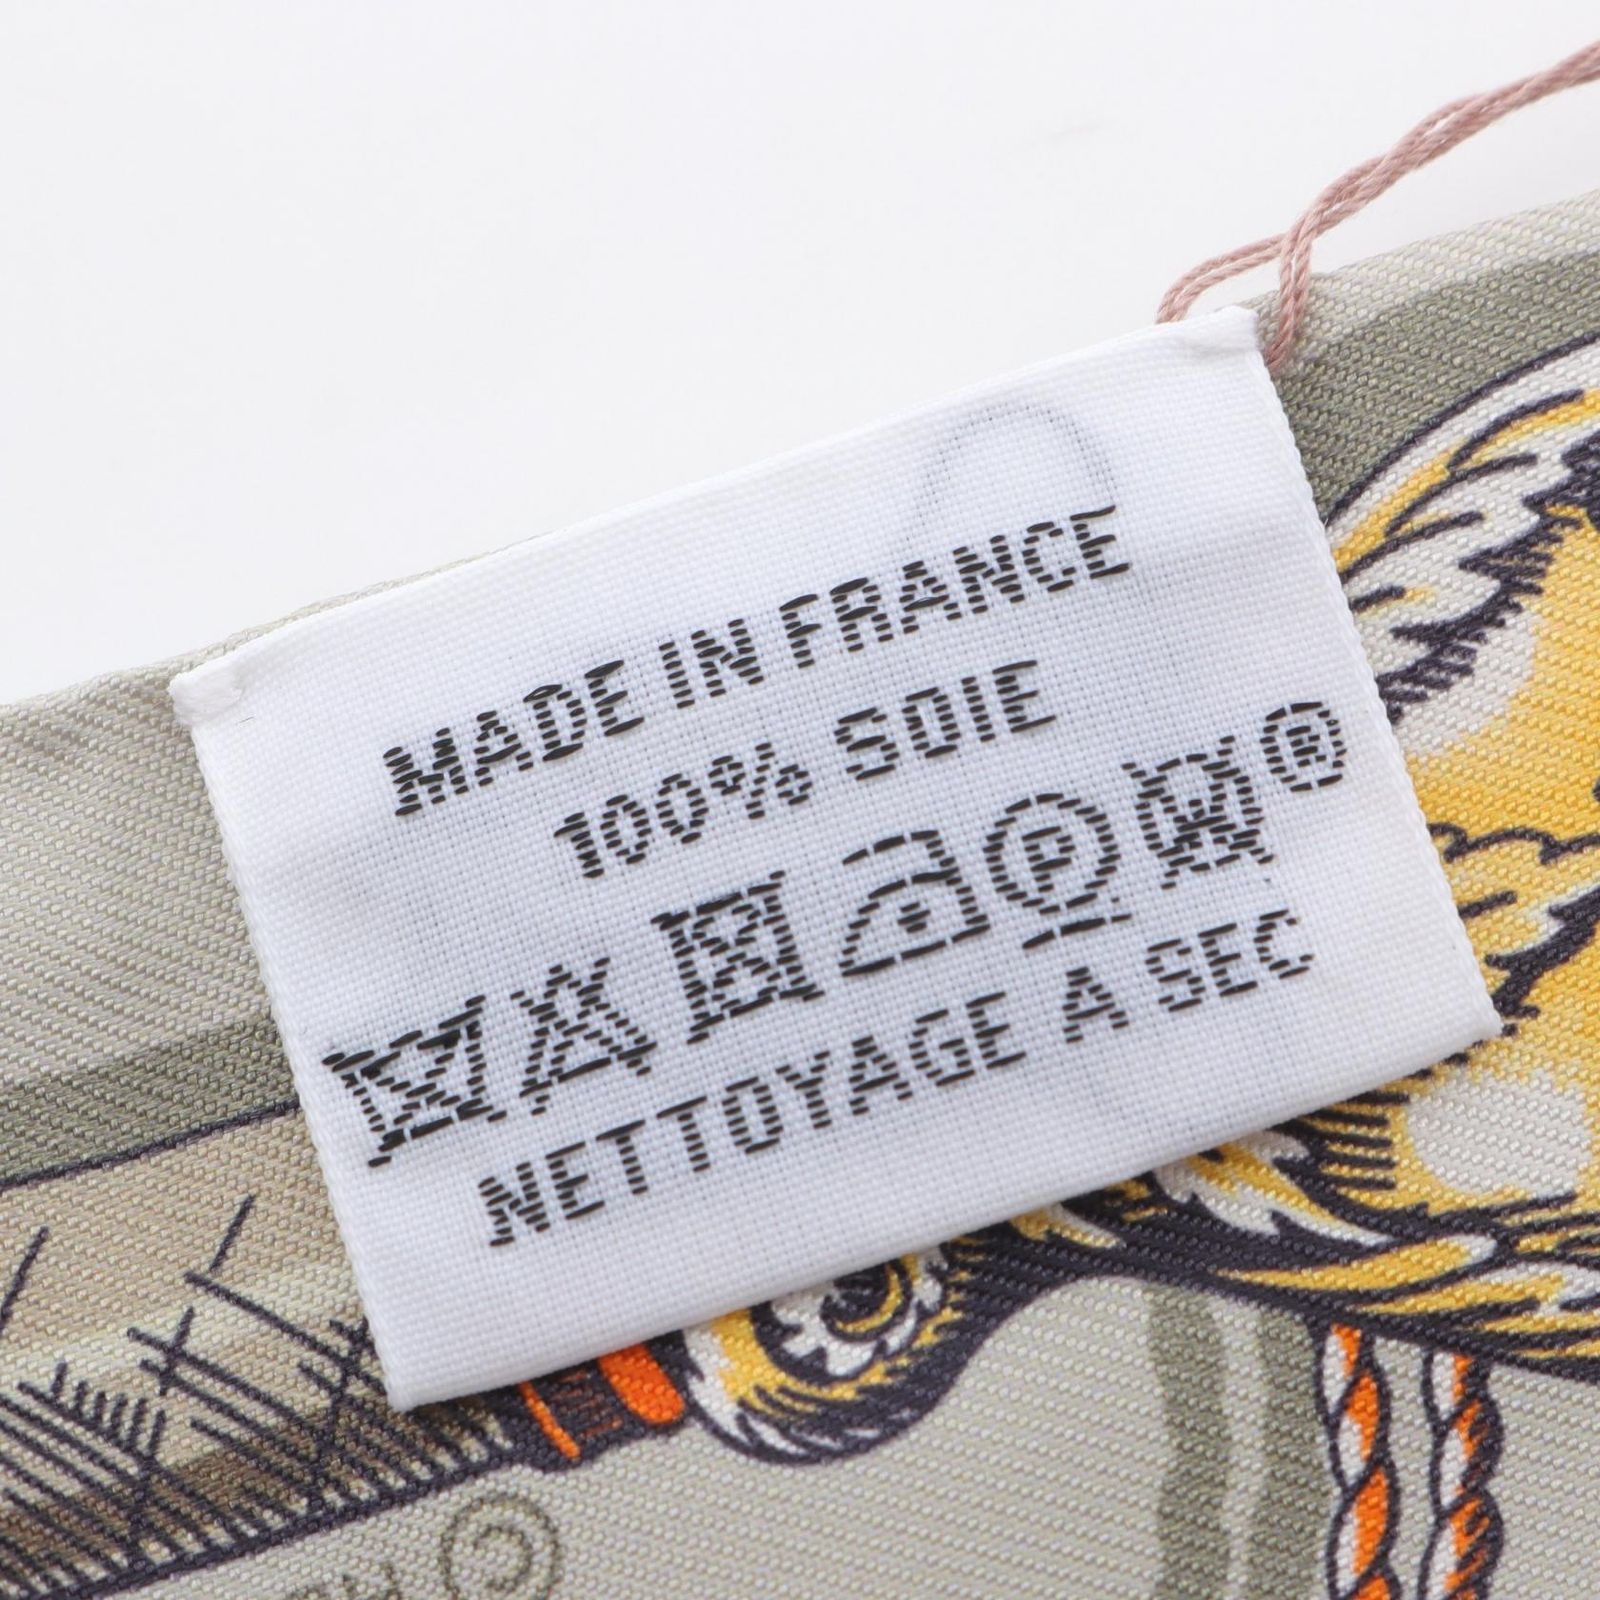 MADE IN FRANCE
100% SOIE
P W ®
NETTOYAGE A SEC